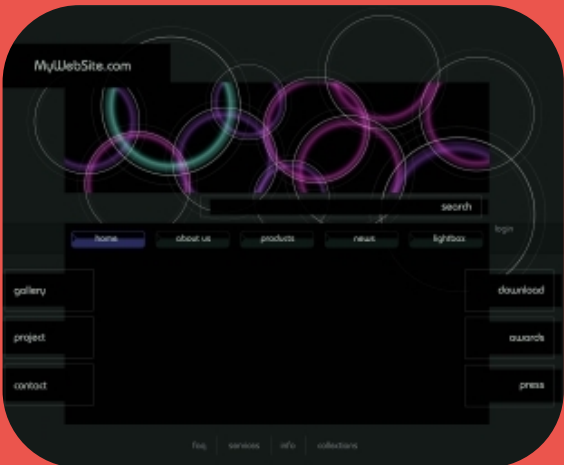 MyWebSite.com
search
login
home about us products news lightbox
gallery
download
project
awards
contact
press
faq services info collections